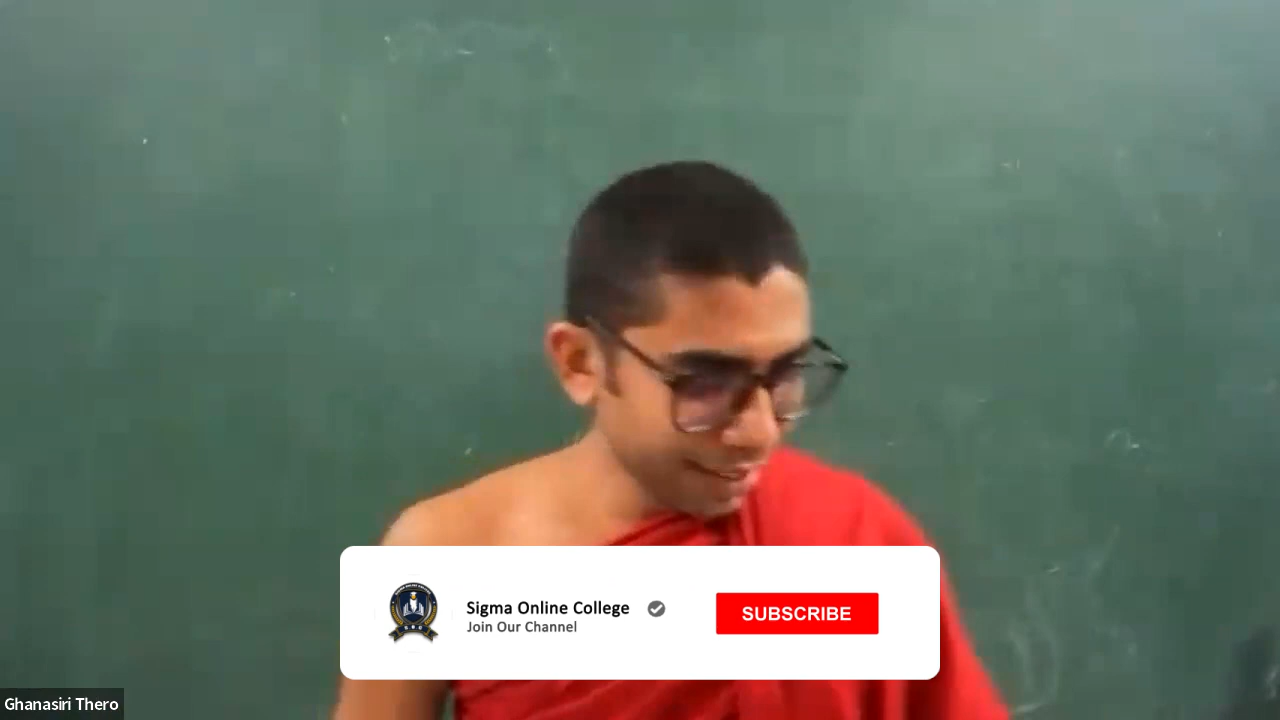 Sigma Online College
Join Our Channel
SUBSCRIBE
Ghanasiri Thero